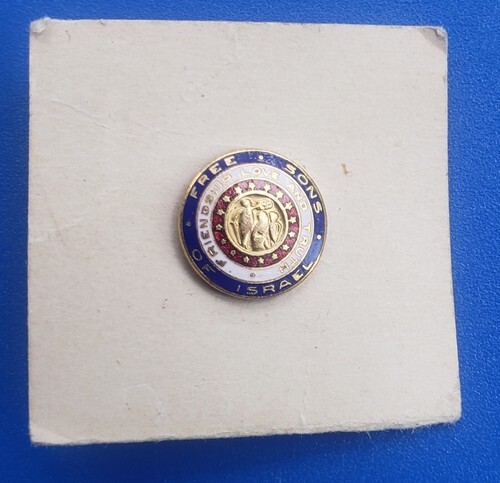 FREE · SONS · OF ISRAEL ·
FRIENDSHIP LOVE AND TRUTH